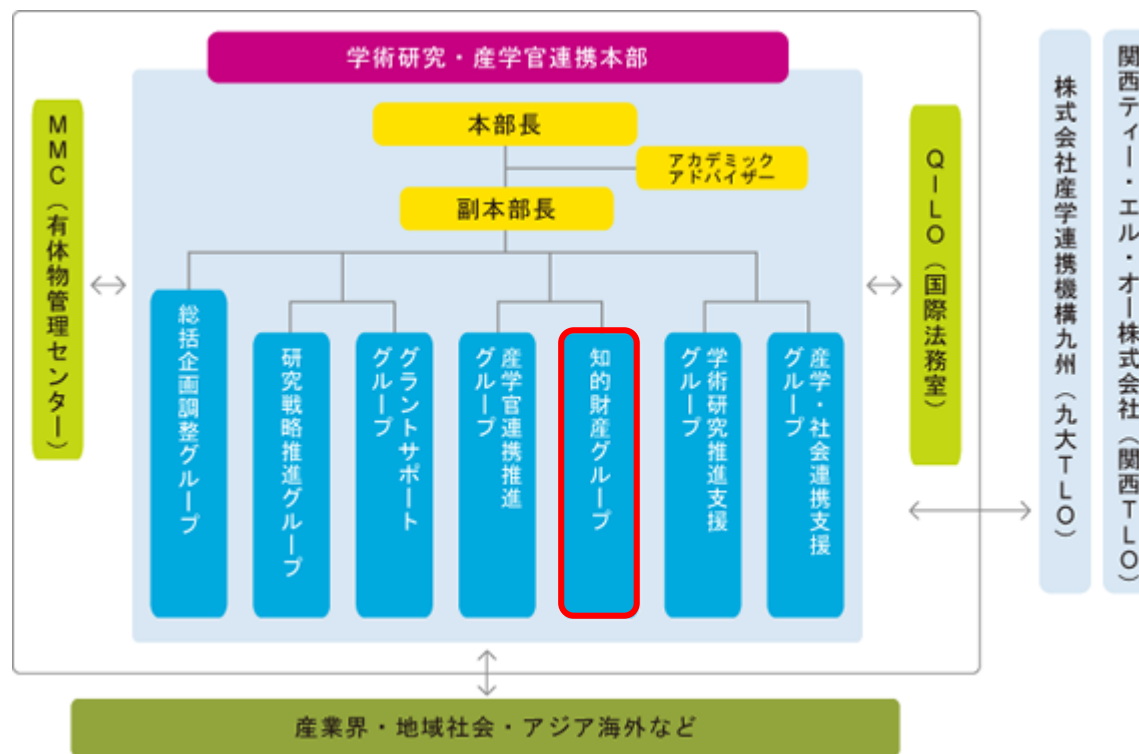 学術研究・産学官連携本部
本部長
アカデミック
アドバイザー
副本部長
MMC（有体物管理センター）
総括企画調整グループ
研究戦略推進グループ
グラントサポート
グループ
産学官連携推進
グループ
知的財産グループ
学術研究推進支援
グループ
産学・社会連携支援
グループ
QILO（国際法務室）
株式会社産学連携機構九州（九大TLO）
関西ティー・エル・オー株式会社（関西TLO）
産業界・地域社会・アジア海外など